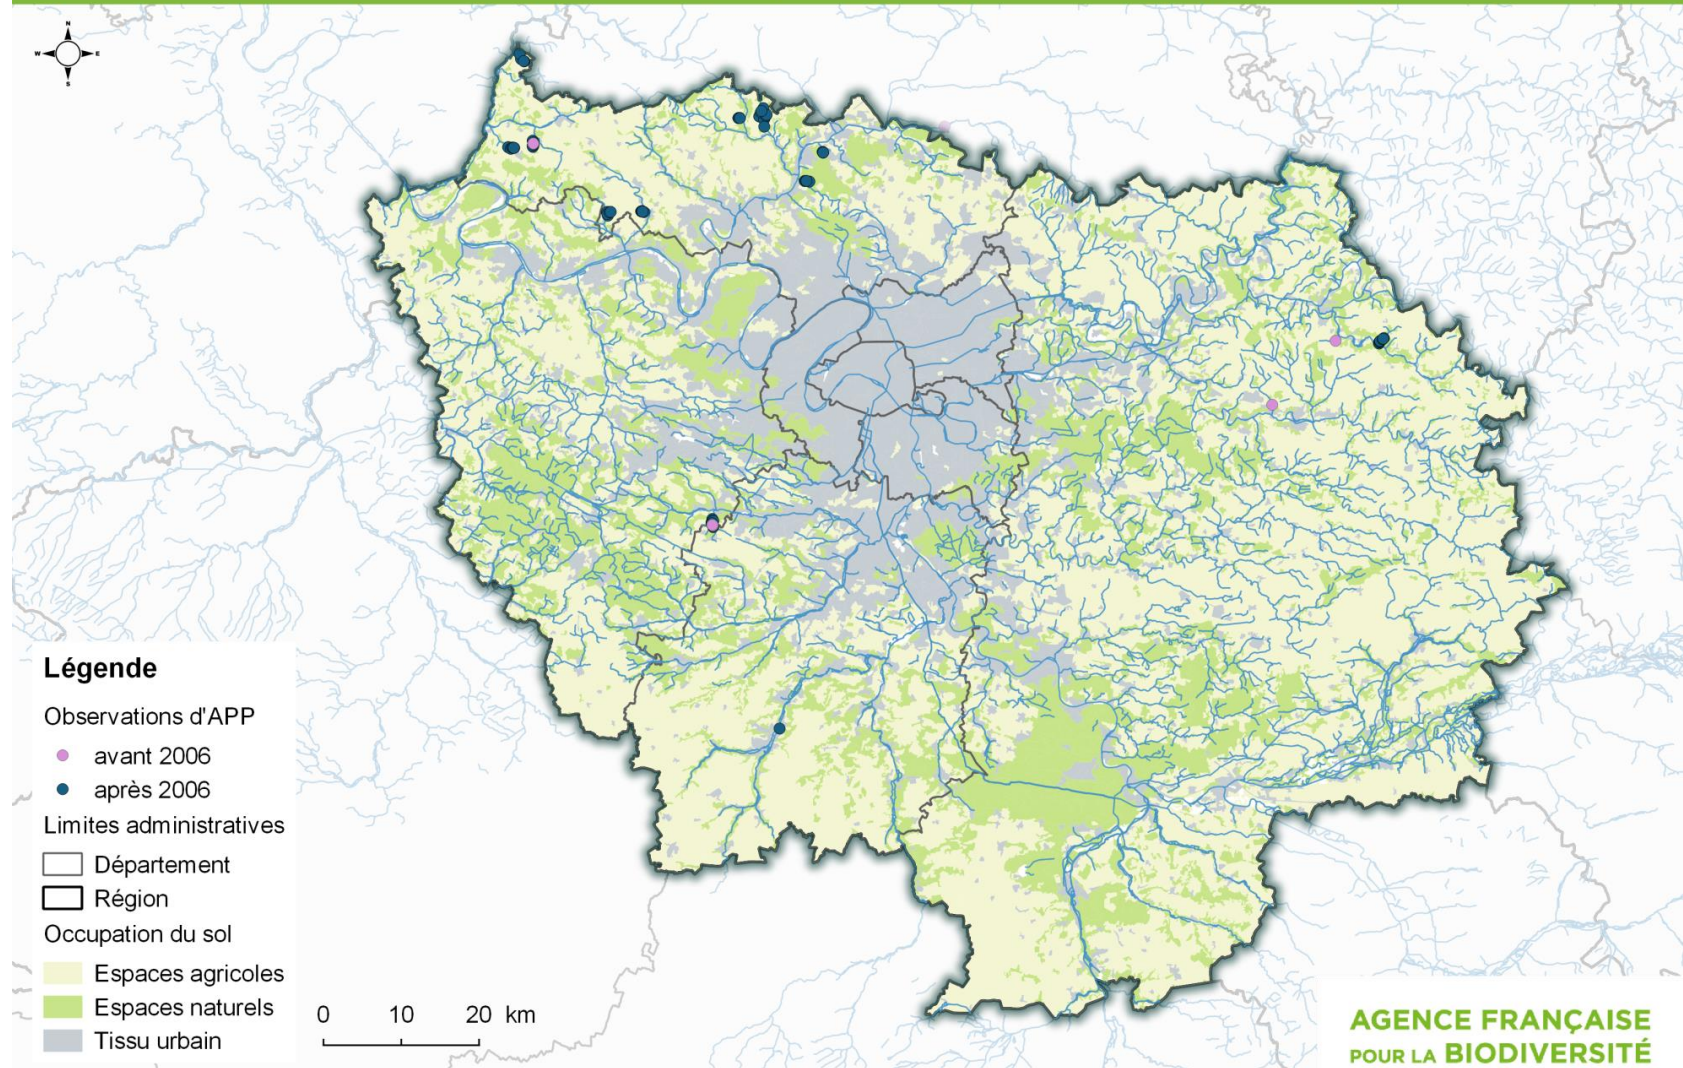 N
W
E
S
Légende
Observations d'APP
avant 2006
après 2006
Limites administratives
Département
Région
Occupation du sol
Espaces agricoles
Espaces naturels
Tissu urbain
0 10 20 km
AGENCE FRANÇAISE
POUR LA BIODIVERSITÉ